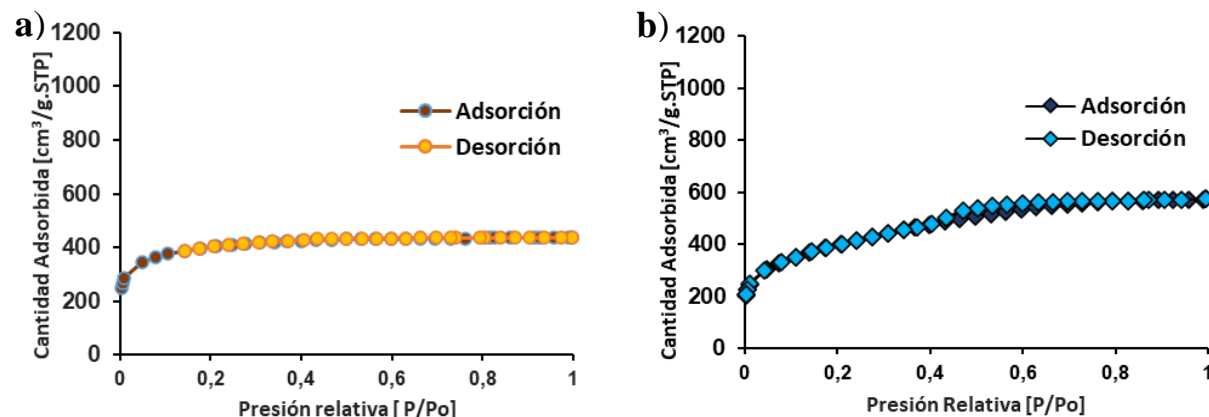 a)
1200
1000
800
600
400
200
0
Cantidad Adsorbida [cm³/g.STP]
Adsorción
Desorción
0 0,2 0,4 0,6 0,8 1
Presión relativa [ P/Po]
b)
1200
1000
800
600
400
200
0
Cantidad Adsorbida [cm³/g.STP]
Adsorción
Desorción
0 0,2 0,4 0,6 0,8 1
Presión Relativa [P/Po]